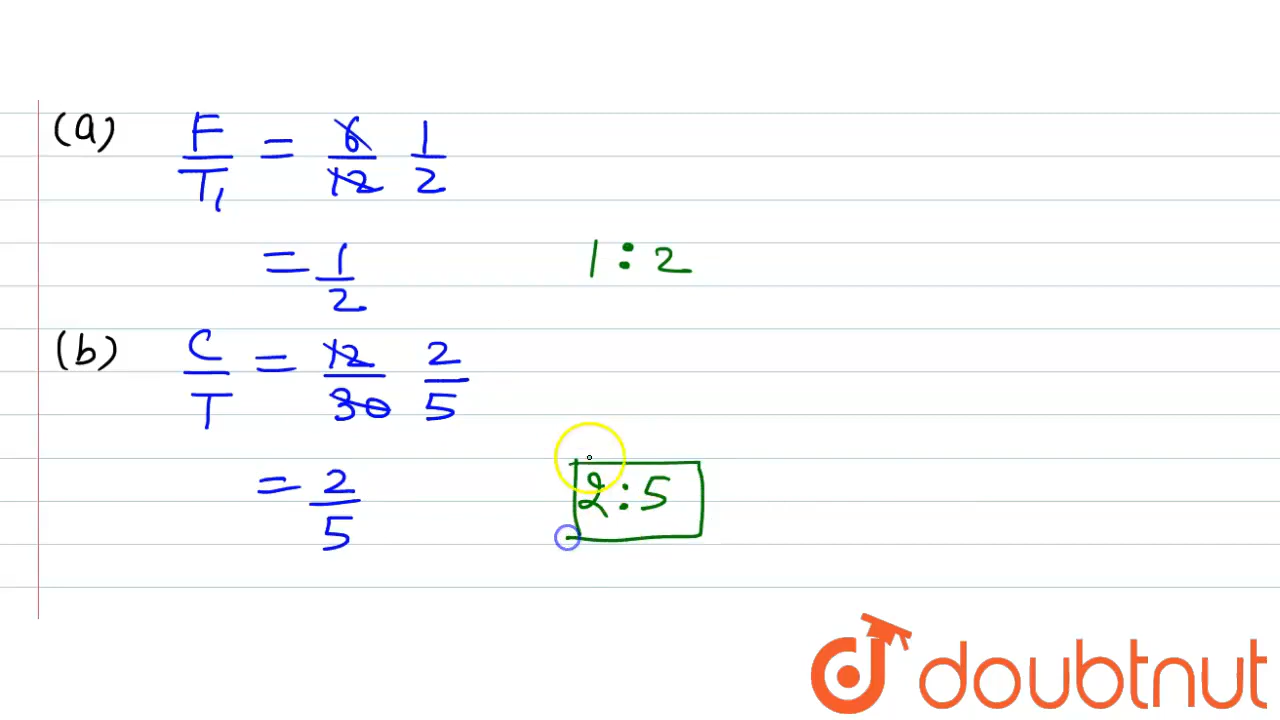 (a) F/T₁ = 6/12 1/2
= 1/2 1:2
(b) C/T = 12/30 2/5
= 2/5 2:5
doubtnut